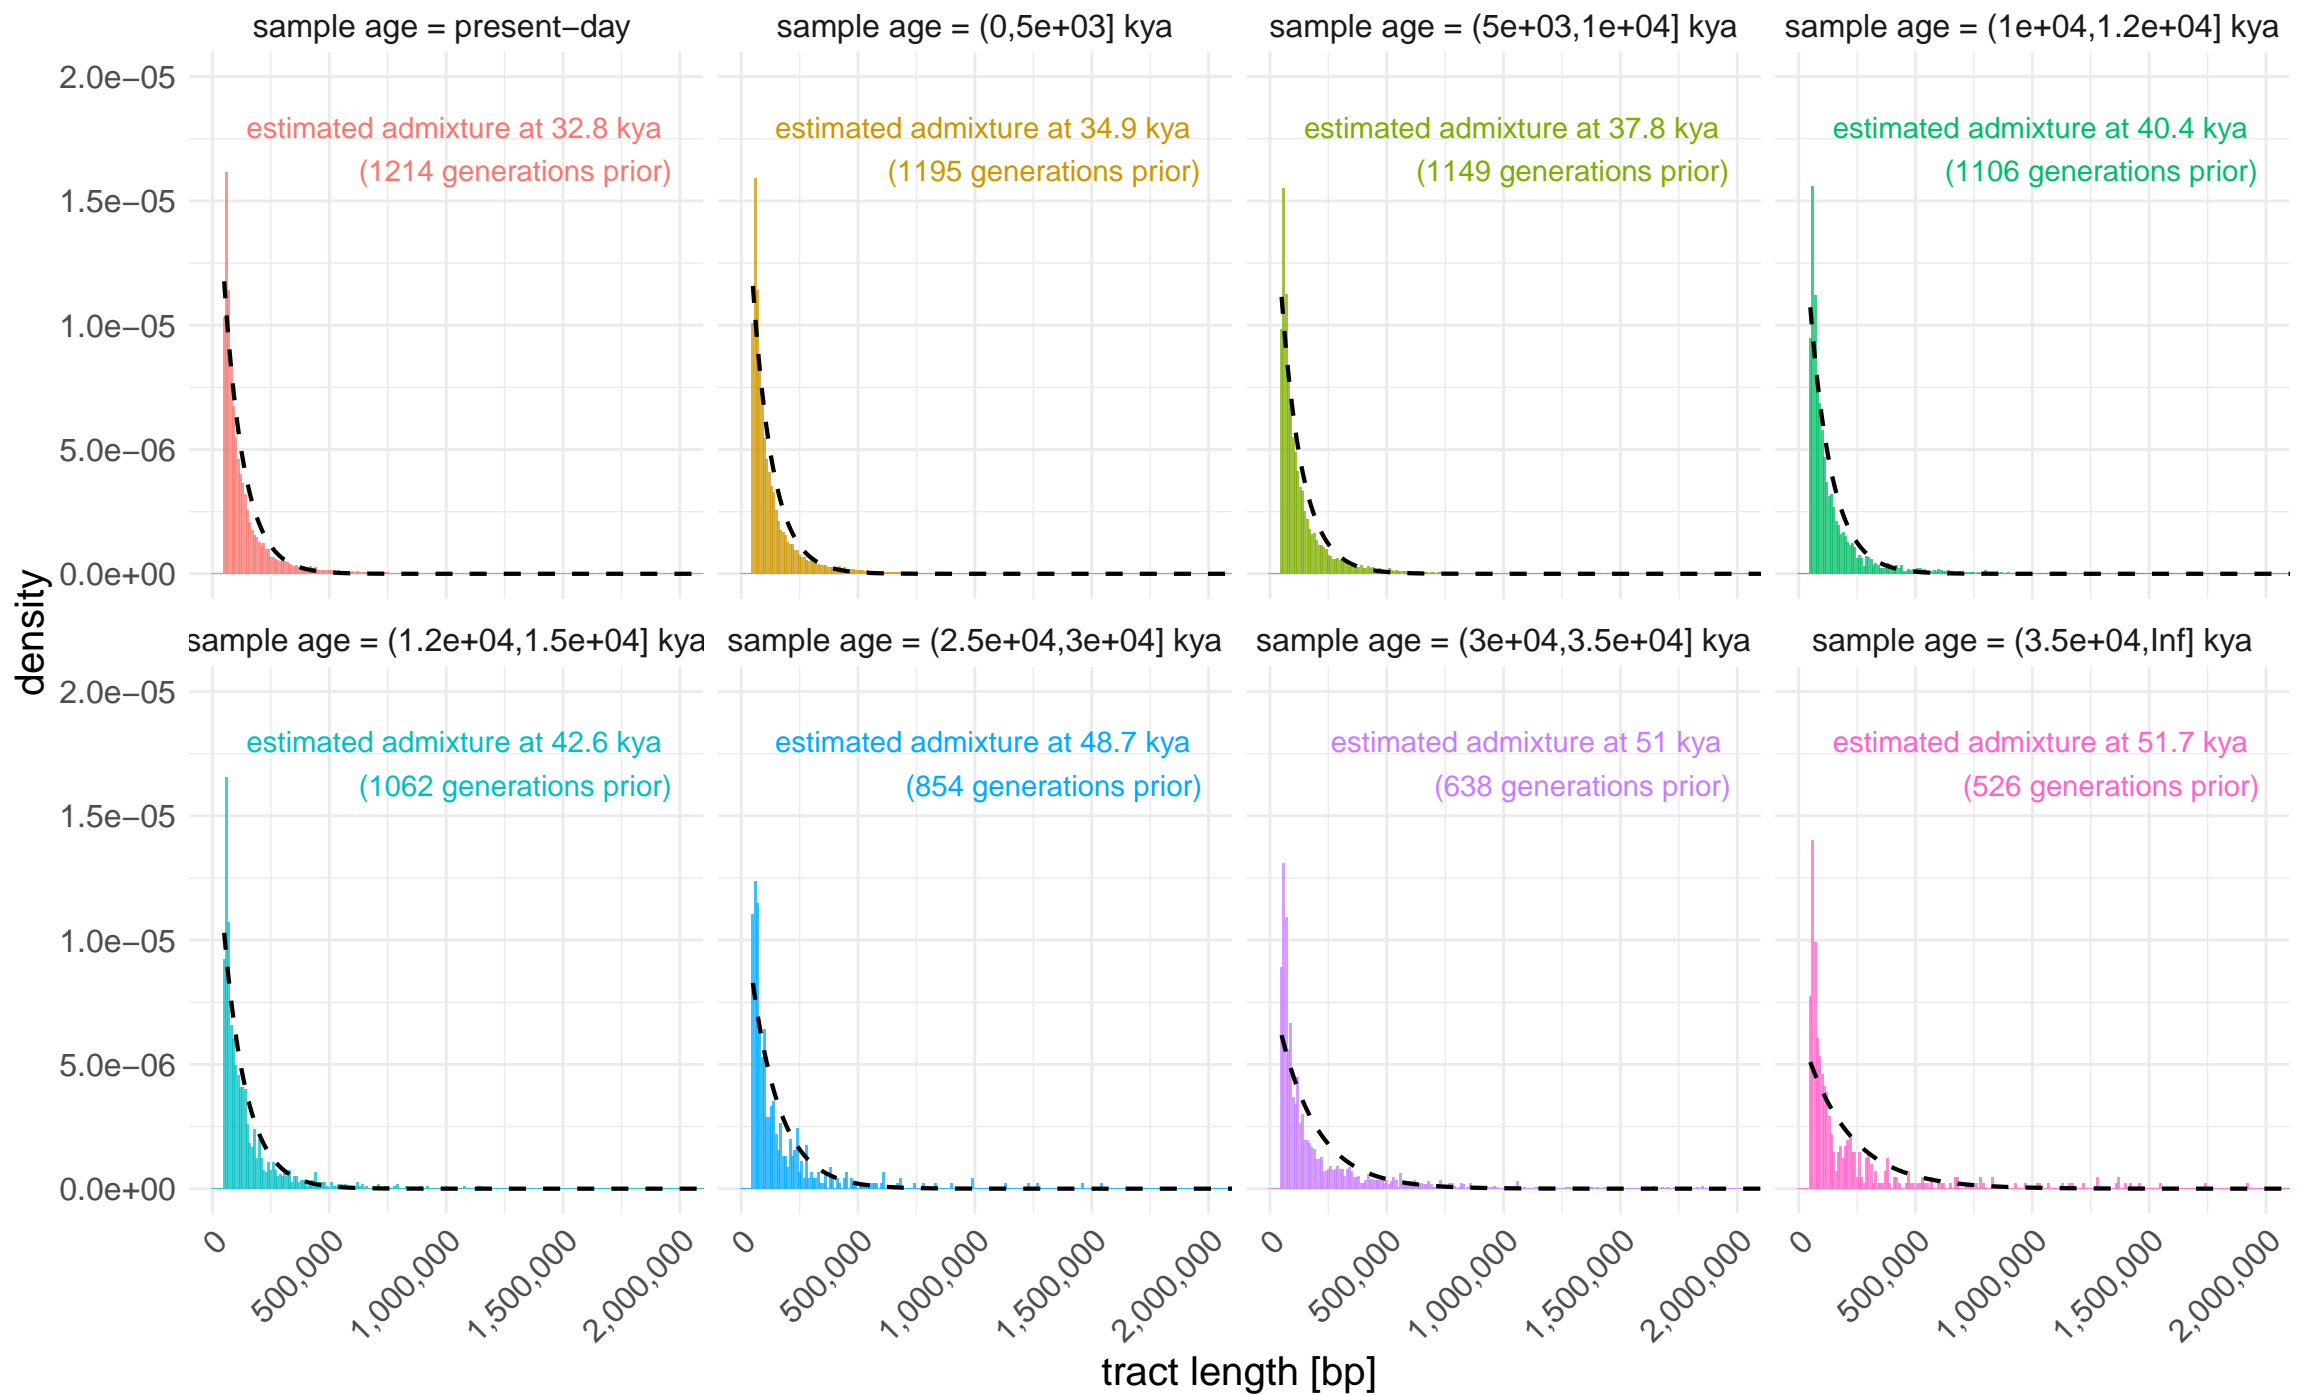 sample age = present−day
sample age = (0,5e+03] kya
sample age = (5e+03,1e+04] kya
sample age = (1e+04,1.2e+04] kya
2.0e−05
1.5e−05
1.0e−05
5.0e−06
0.0e+00
estimated admixture at 32.8 kya
(1214 generations prior)
estimated admixture at 34.9 kya
(1195 generations prior)
estimated admixture at 37.8 kya
(1149 generations prior)
estimated admixture at 40.4 kya
(1106 generations prior)
density
sample age = (1.2e+04,1.5e+04] kya
sample age = (2.5e+04,3e+04] kya
sample age = (3e+04,3.5e+04] kya
sample age = (3.5e+04,Inf] kya
2.0e−05
1.5e−05
1.0e−05
5.0e−06
0.0e+00
estimated admixture at 42.6 kya
(1062 generations prior)
estimated admixture at 48.7 kya
(854 generations prior)
estimated admixture at 51 kya
(638 generations prior)
estimated admixture at 51.7 kya
(526 generations prior)
0
500,000
1,000,000
1,500,000
2,000,000
0
500,000
1,000,000
1,500,000
2,000,000
0
500,000
1,000,000
1,500,000
2,000,000
0
500,000
1,000,000
1,500,000
2,000,000
tract length [bp]